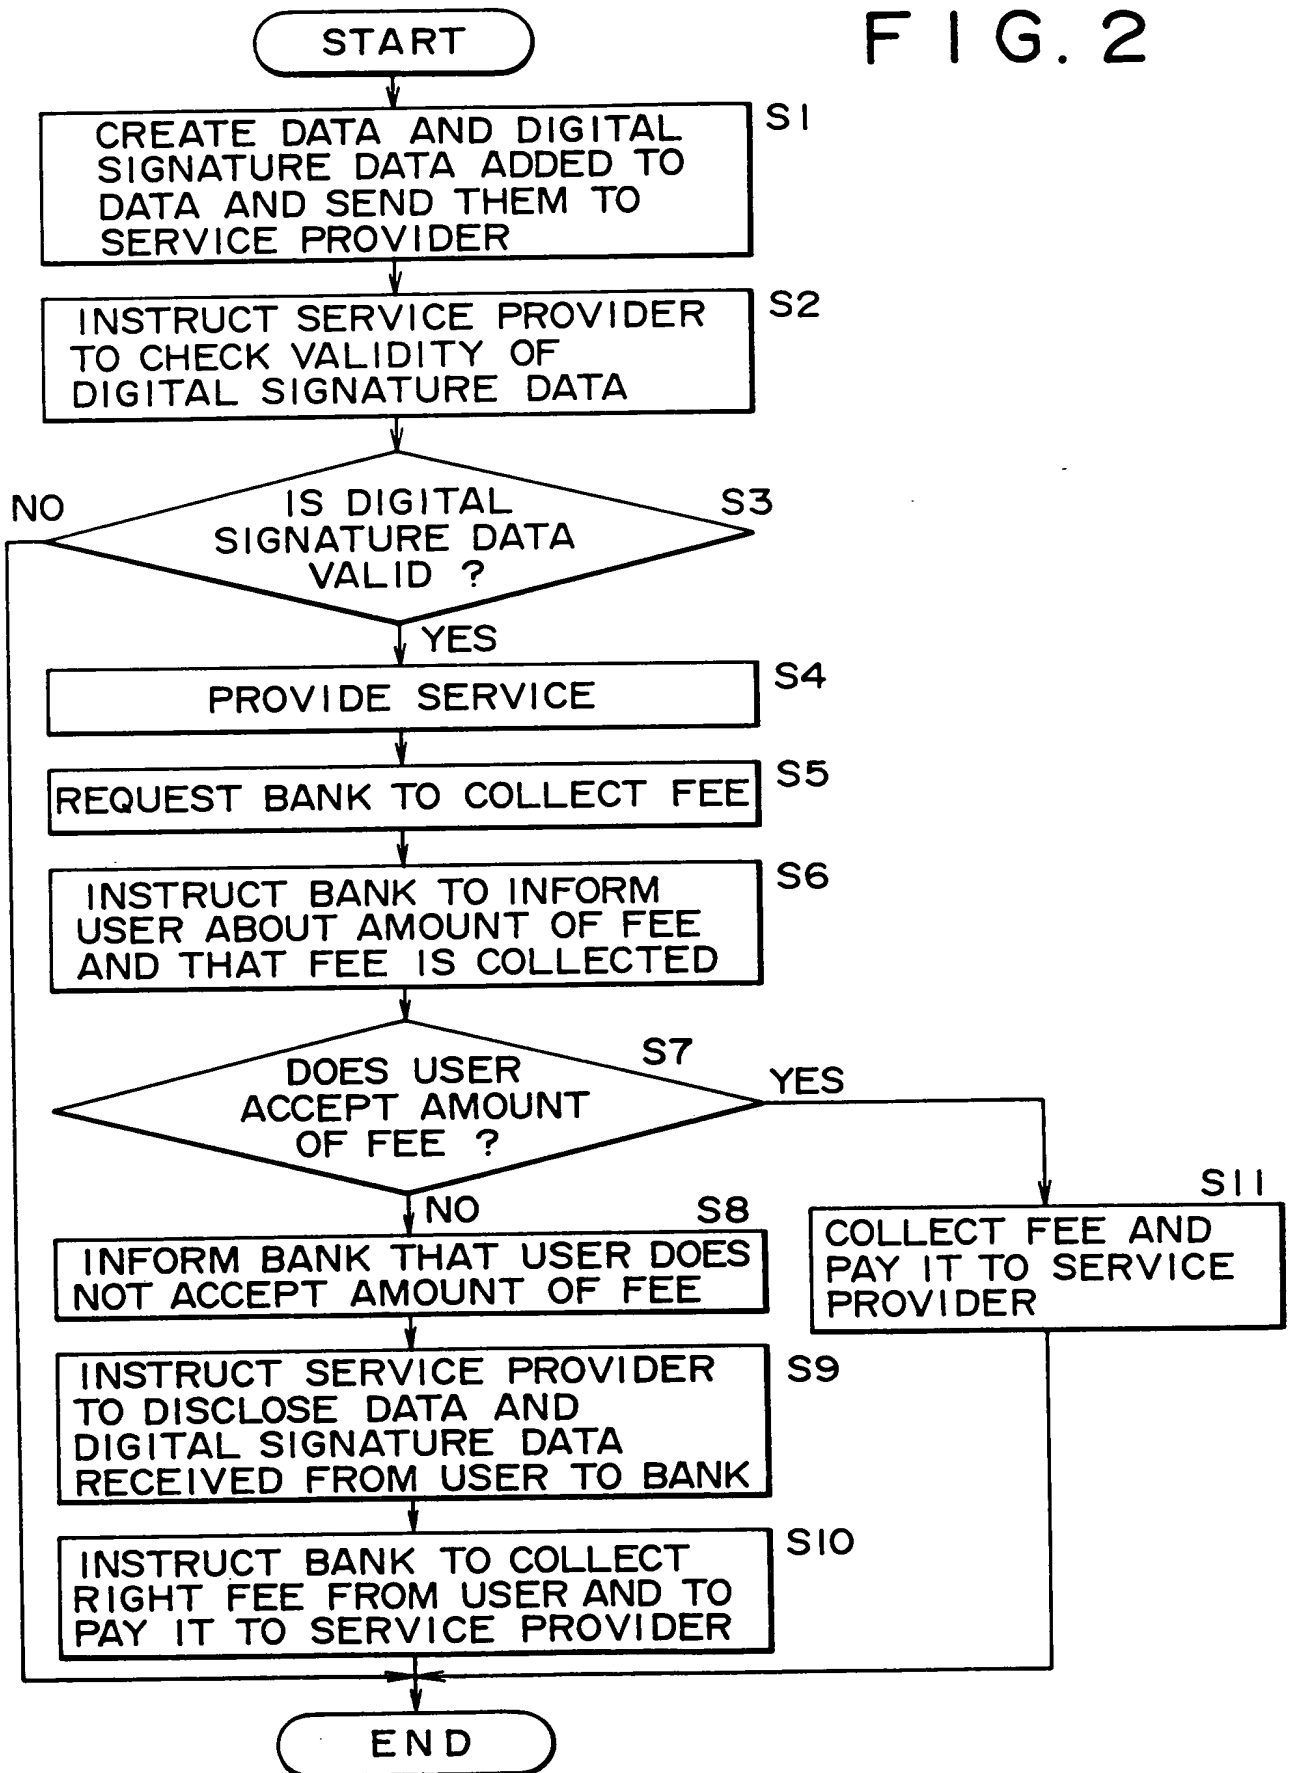 FIG. 2
START
S1
CREATE DATA AND DIGITAL
SIGNATURE DATA ADDED TO
DATA AND SEND THEM TO
SERVICE PROVIDER
S2
INSTRUCT SERVICE PROVIDER
TO CHECK VALIDITY OF
DIGITAL SIGNATURE DATA
NO
S3
IS DIGITAL
SIGNATURE DATA
VALID ?
YES
S4
PROVIDE SERVICE
S5
REQUEST BANK TO COLLECT FEE
S6
INSTRUCT BANK TO INFORM
USER ABOUT AMOUNT OF FEE
AND THAT FEE IS COLLECTED
S7
DOES USER
ACCEPT AMOUNT
OF FEE ?
YES
NO
S8
INFORM BANK THAT USER DOES
NOT ACCEPT AMOUNT OF FEE
S11
COLLECT FEE AND
PAY IT TO SERVICE
PROVIDER
S9
INSTRUCT SERVICE PROVIDER
TO DISCLOSE DATA AND
DIGITAL SIGNATURE DATA
RECEIVED FROM USER TO BANK
S10
INSTRUCT BANK TO COLLECT
RIGHT FEE FROM USER AND TO
PAY IT TO SERVICE PROVIDER
END